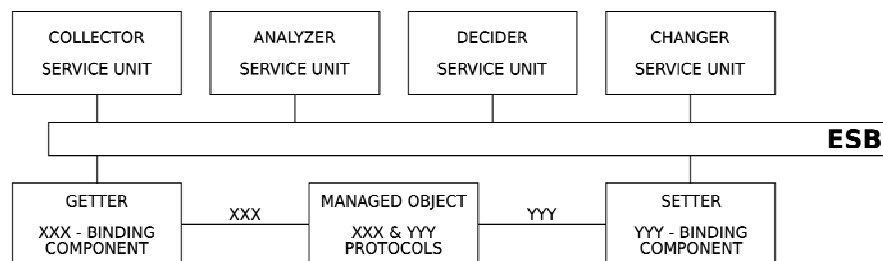 COLLECTOR
SERVICE UNIT
ANALYZER
SERVICE UNIT
DECIDER
SERVICE UNIT
CHANGER
SERVICE UNIT
ESB
GETTER
XXX - BINDING
COMPONENT
XXX
MANAGED OBJECT
XXX & YYY
PROTOCOLS
YYY
SETTER
YYY - BINDING
COMPONENT